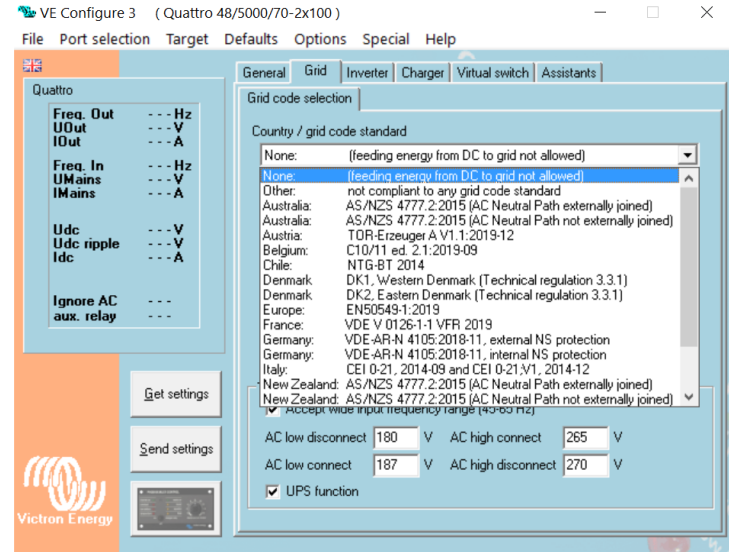 VE Configure 3 ( Quattro 48/5000/70-2x100 )
File Port selection Target Defaults Options Special Help
General Grid Inverter Charger Virtual switch Assistants
Quattro
Freq. Out - - - Hz
UOut - - - V
IOut - - - A
Freq. In - - - Hz
UMains - - - V
IMains - - - A
Udc - - - V
Udc ripple - - - V
Idc - - - A
Ignore AC - - -
aux. relay - - -
Get settings
Send settings
Victron Energy
Grid code selection
Country / grid code standard
None: (feeding energy from DC to grid not allowed)
None: (feeding energy from DC to grid not allowed)
Other: not compliant to any grid code standard
Australia: AS/NZS 4777.2:2015 (AC Neutral Path externally joined)
Australia: AS/NZS 4777.2:2015 (AC Neutral Path not externally joined)
Austria: TOR-Erzeuger A V1.1:2019-12
Belgium: C10/11 ed. 2.1:2019-09
Chile: NTG-BT 2014
Denmark DK1, Western Denmark (Technical regulation 3.3.1)
Denmark DK2, Eastern Denmark (Technical regulation 3.3.1)
Europe: EN50549-1:2019
France: VDE V 0126-1-1 VFR 2019
Germany: VDE-AR-N 4105:2018-11, external NS protection
Germany: VDE-AR-N 4105:2018-11, internal NS protection
Italy: CEI 0-21, 2014-09 and CEI 0-21;V1, 2014-12
New Zealand: AS/NZS 4777.2:2015 (AC Neutral Path externally joined)
New Zealand: AS/NZS 4777.2:2015 (AC Neutral Path not externally joined)
Accept wide input frequency range (45-65 Hz)
AC low disconnect 180 V AC high connect 265 V
AC low connect 187 V AC high disconnect 270 V
UPS function